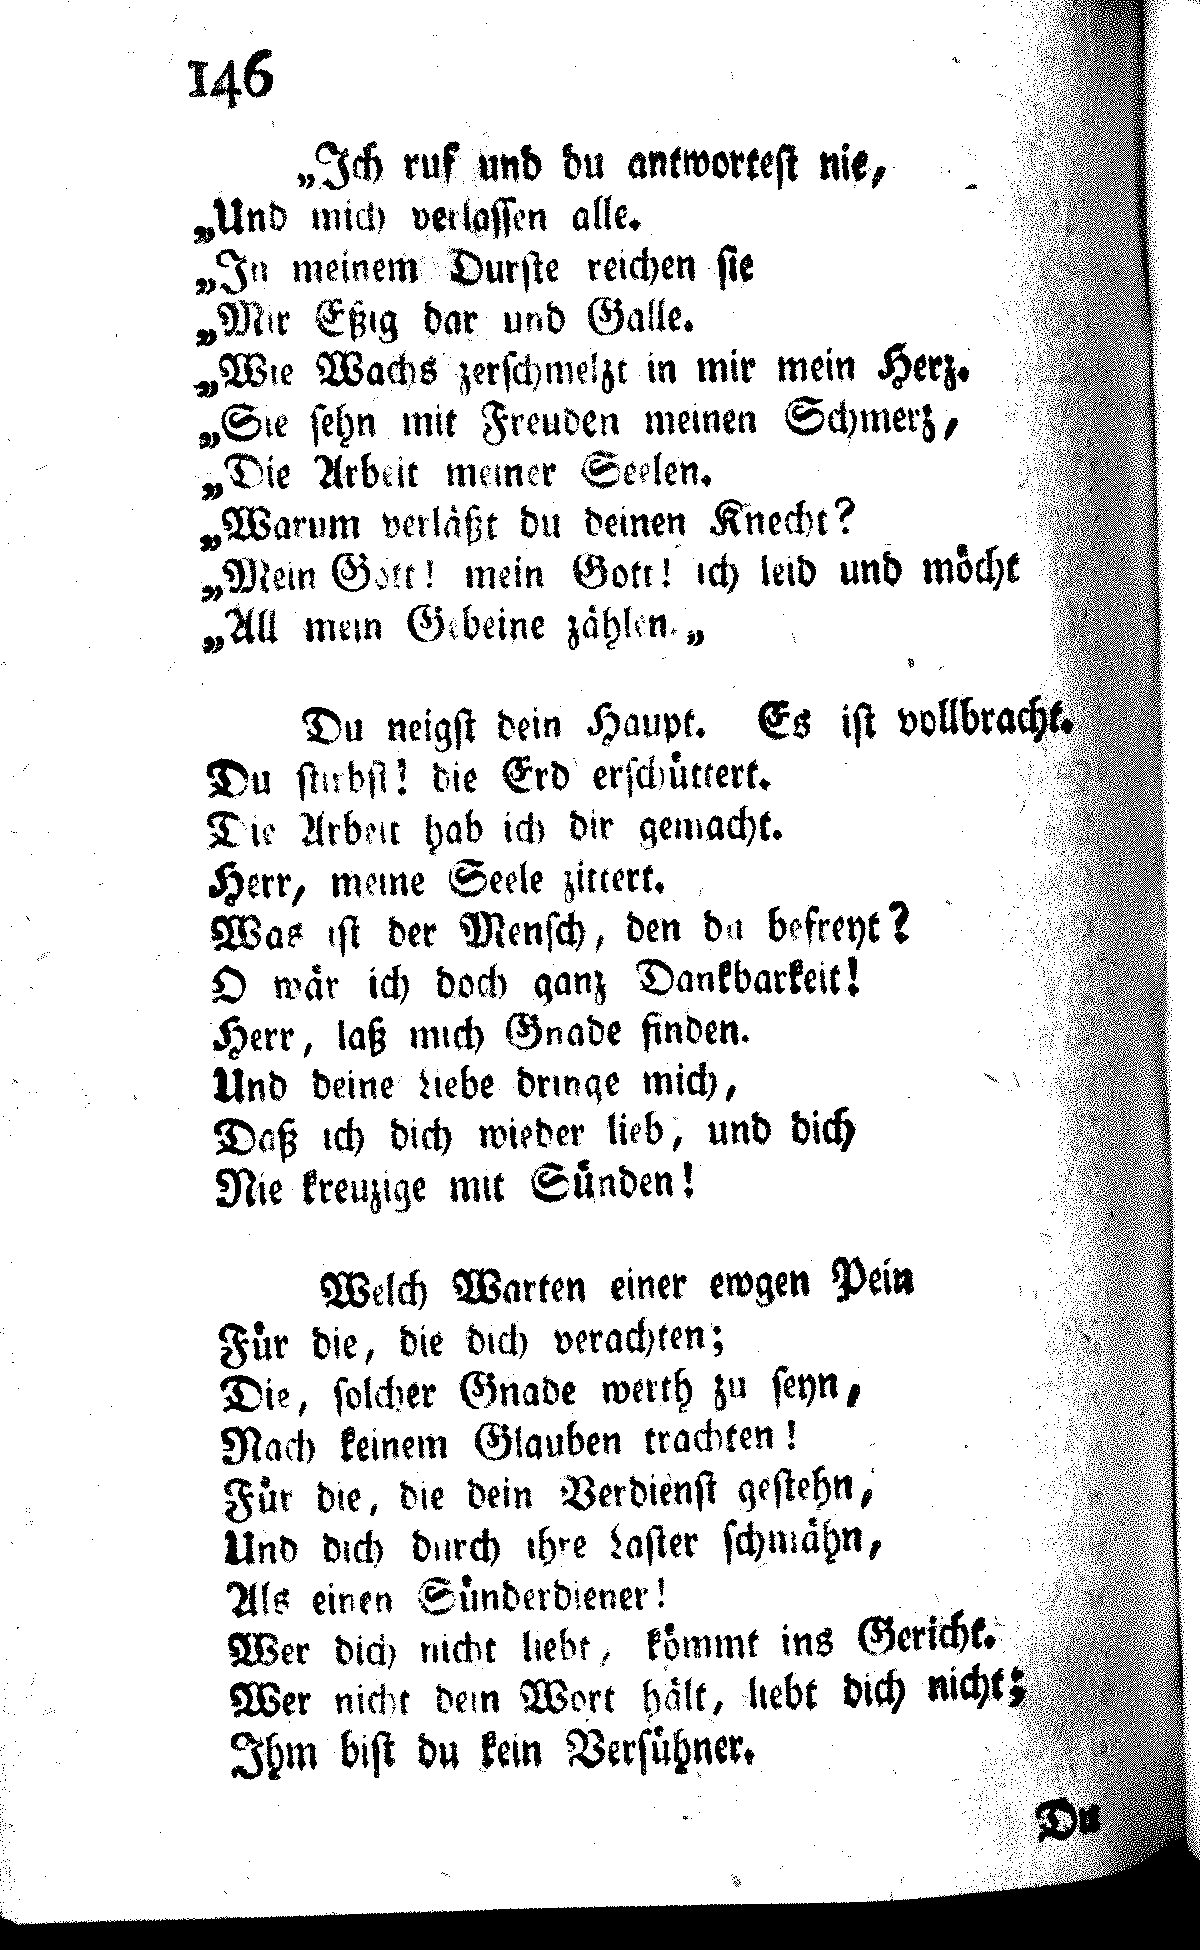 146
„Ich ruf und du antwortest nie,
„Und mich verlassen alle.
„In meinem Durste reichen sie
„Mir Eßig dar und Galle.
„Wie Wachs zerschmelzt in mir mein Herz.
„Sie sehn mit Freuden meinen Schmerz,
„Die Arbeit meiner Seelen.
„Warum verläßt du deinen Knecht?
„Mein Gott! mein Gott! ich leid und möcht
„All mein Gebeine zählen.„
Du neigst dein Haupt. Es ist vollbracht.
Du stirbst! die Erd erschüttert.
Die Arbeit hab ich dir gemacht.
Herr, meine Seele zittert.
Was ist der Mensch, den du befreyt?
O wär ich doch ganz Dankbarkeit!
Herr, laß mich Gnade finden.
Und deine Liebe dringe mich,
Daß ich dich wieder lieb, und dich
Nie kreuzige mit Sünden!
Welch Warten einer ewgen Pein
Für die, die dich verachten;
Die, solcher Gnade werth zu seyn,
Nach keinem Glauben trachten!
Für die, die dein Verdienst gestehn,
Und dich durch ihre Laster schmähn,
Als einen Sünderdiener!
Wer dich nicht liebt, kömmt ins Gericht.
Wer nicht dein Wort hält, liebt dich nicht;
Ihm bist du kein Versühner.
Du